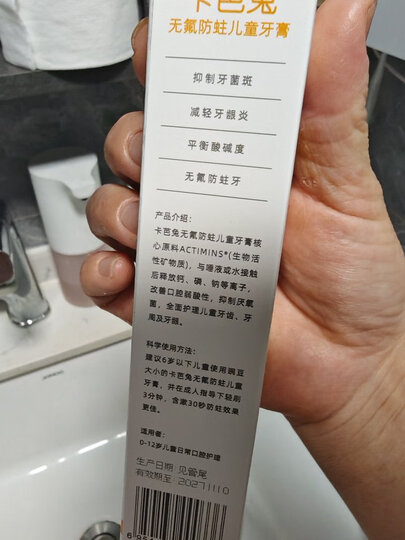 卡芭兔
无氟防蛀儿童牙膏
抑制牙菌斑
减轻牙龈炎
平衡酸碱度
无氟防蛀牙
产品介绍:
卡芭兔无氟防蛀儿童牙膏核
心原料ACTIMINS®(生物活
性矿物质)，与唾液或水接触
后释放钙、磷、钠等离子，
改善口腔弱酸性，抑制厌氧
菌，全面护理儿童牙齿、牙
周及牙眼。
科学使用方法:
建议6岁以下儿童使用豌豆
大小的卡芭兔无氟防蛀儿童
牙膏，并在成人指导下轻刷
3分钟，含漱30秒防蛀效果
更佳。
适用者:
0-12岁儿童日常口腔护理
生产日期 见管尾
有效期至 20271110